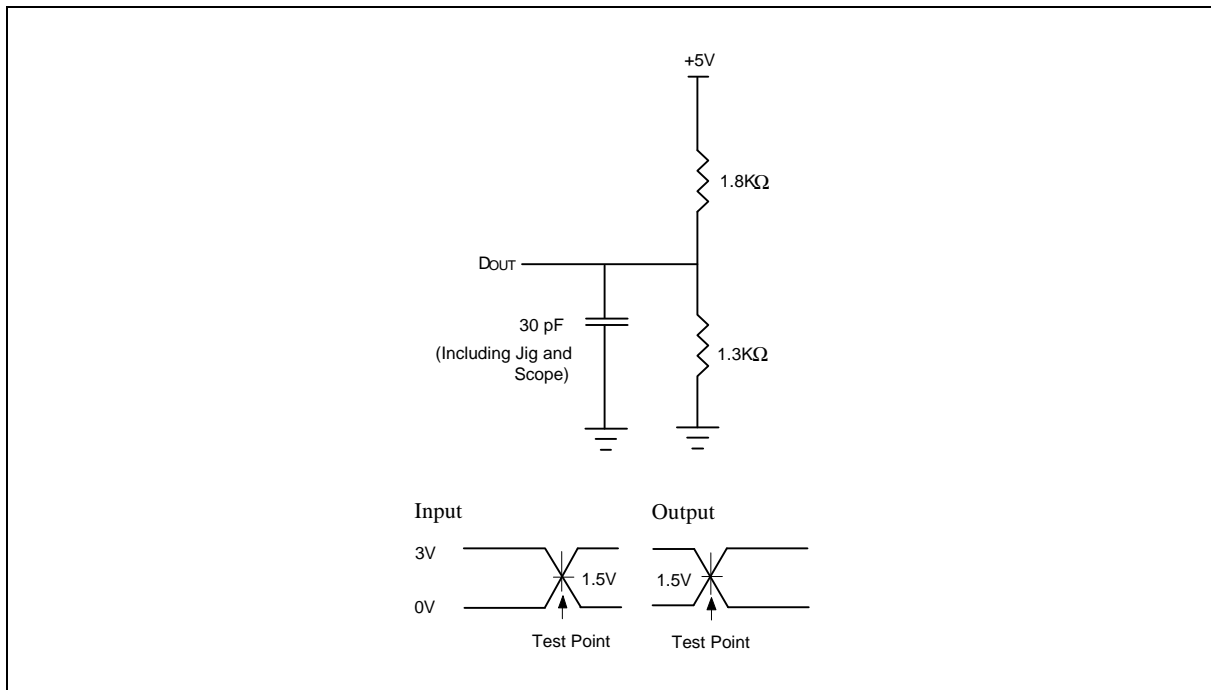 +5V
1.8KΩ
DOUT
30 pF
(Including Jig and
Scope)
1.3KΩ
Input
Output
3V
1.5V
1.5V
0V
Test Point
Test Point